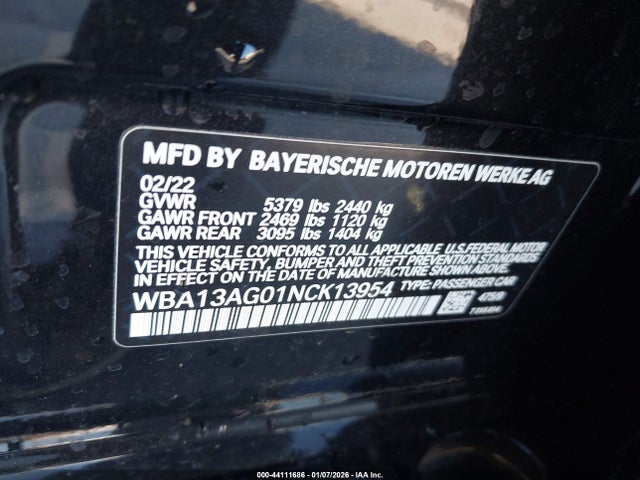 MFD BY BAYERISCHE MOTOREN WERKE AG
02/22
GVWR 5379 lbs 2440 kg
GAWR FRONT 2469 lbs 1120 kg
GAWR REAR 3095 lbs 1404 kg
THIS VEHICLE CONFORMS TO ALL APPLICABLE U.S.FEDERAL MOTOR
VEHICLE SAFETY, BUMPER, AND THEFT PREVENTION STANDARDS
IN EFFECT ON THE DATE OF MANUFACTURE SHOWN ABOVE.
WBA13AG01NCK13954 TYPE: PASSENGER CAR
000-44111686 - 01/07/2026 - IAA Inc.